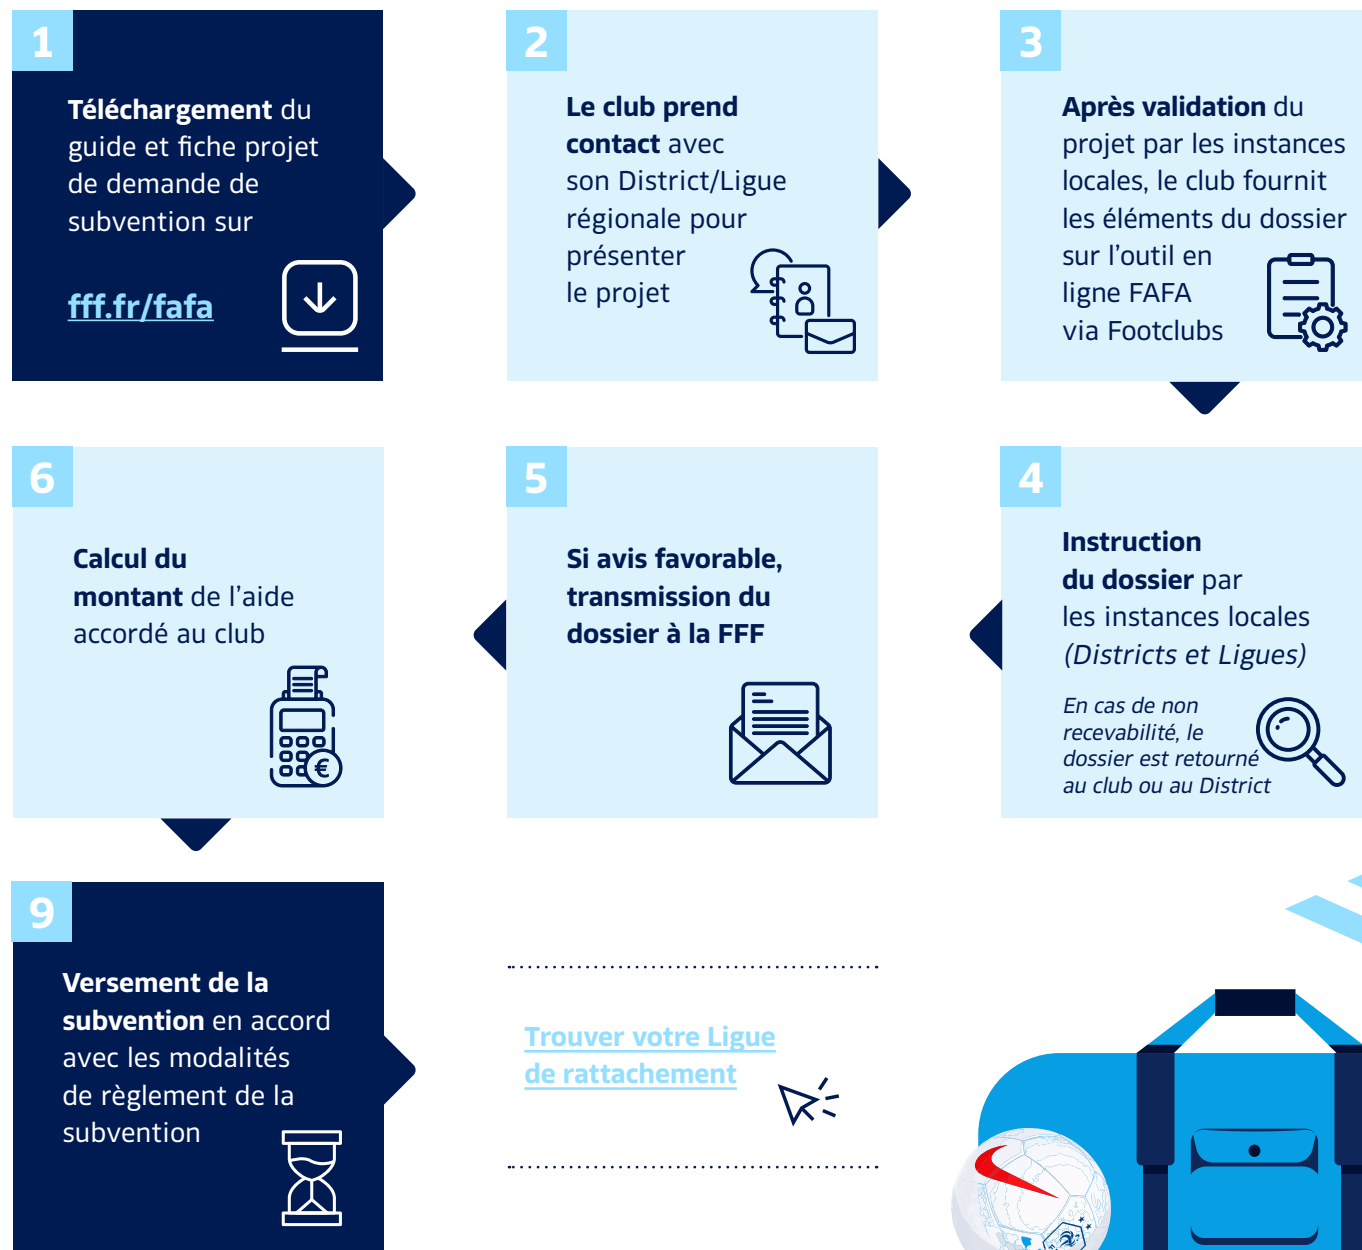 1
Téléchargement du
guide et fiche projet
de demande de
subvention sur
fff.fr/fafa
2
Le club prend
contact avec
son District/Ligue
régionale pour
présenter
le projet
3
Après validation du
projet par les instances
locales, le club fournit
les éléments du dossier
sur l’outil en
ligne FAFA
via Footclubs
4
Instruction
du dossier par
les instances locales
(Districts et Ligues)
En cas de non
recevabilité, le
dossier est retourné
au club ou au District
5
Si avis favorable,
transmission du
dossier à la FFF
6
Calcul du
montant de l’aide
accordé au club
€
9
Versement de la
subvention en accord
avec les modalités
de règlement de la
subvention
Trouver votre Ligue
de rattachement